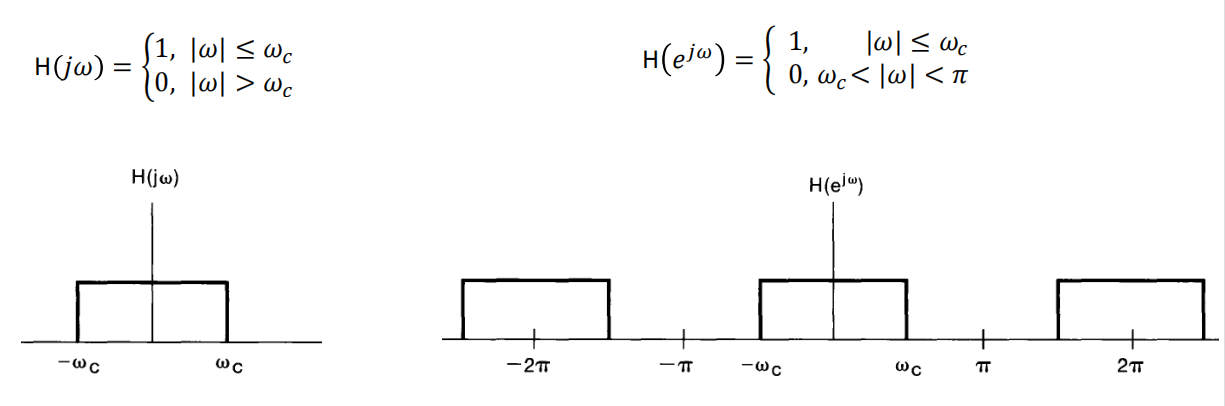 H(jω) = {1, |ω| ≤ ω_c
0, |ω| > ω_c
H(e^{jω}) = { 1, |ω| ≤ ω_c
0, ω_c < |ω| < π
H(jω)
−ω_c ω_c
H(e^{jω})
−2π −π −ω_c ω_c π 2π